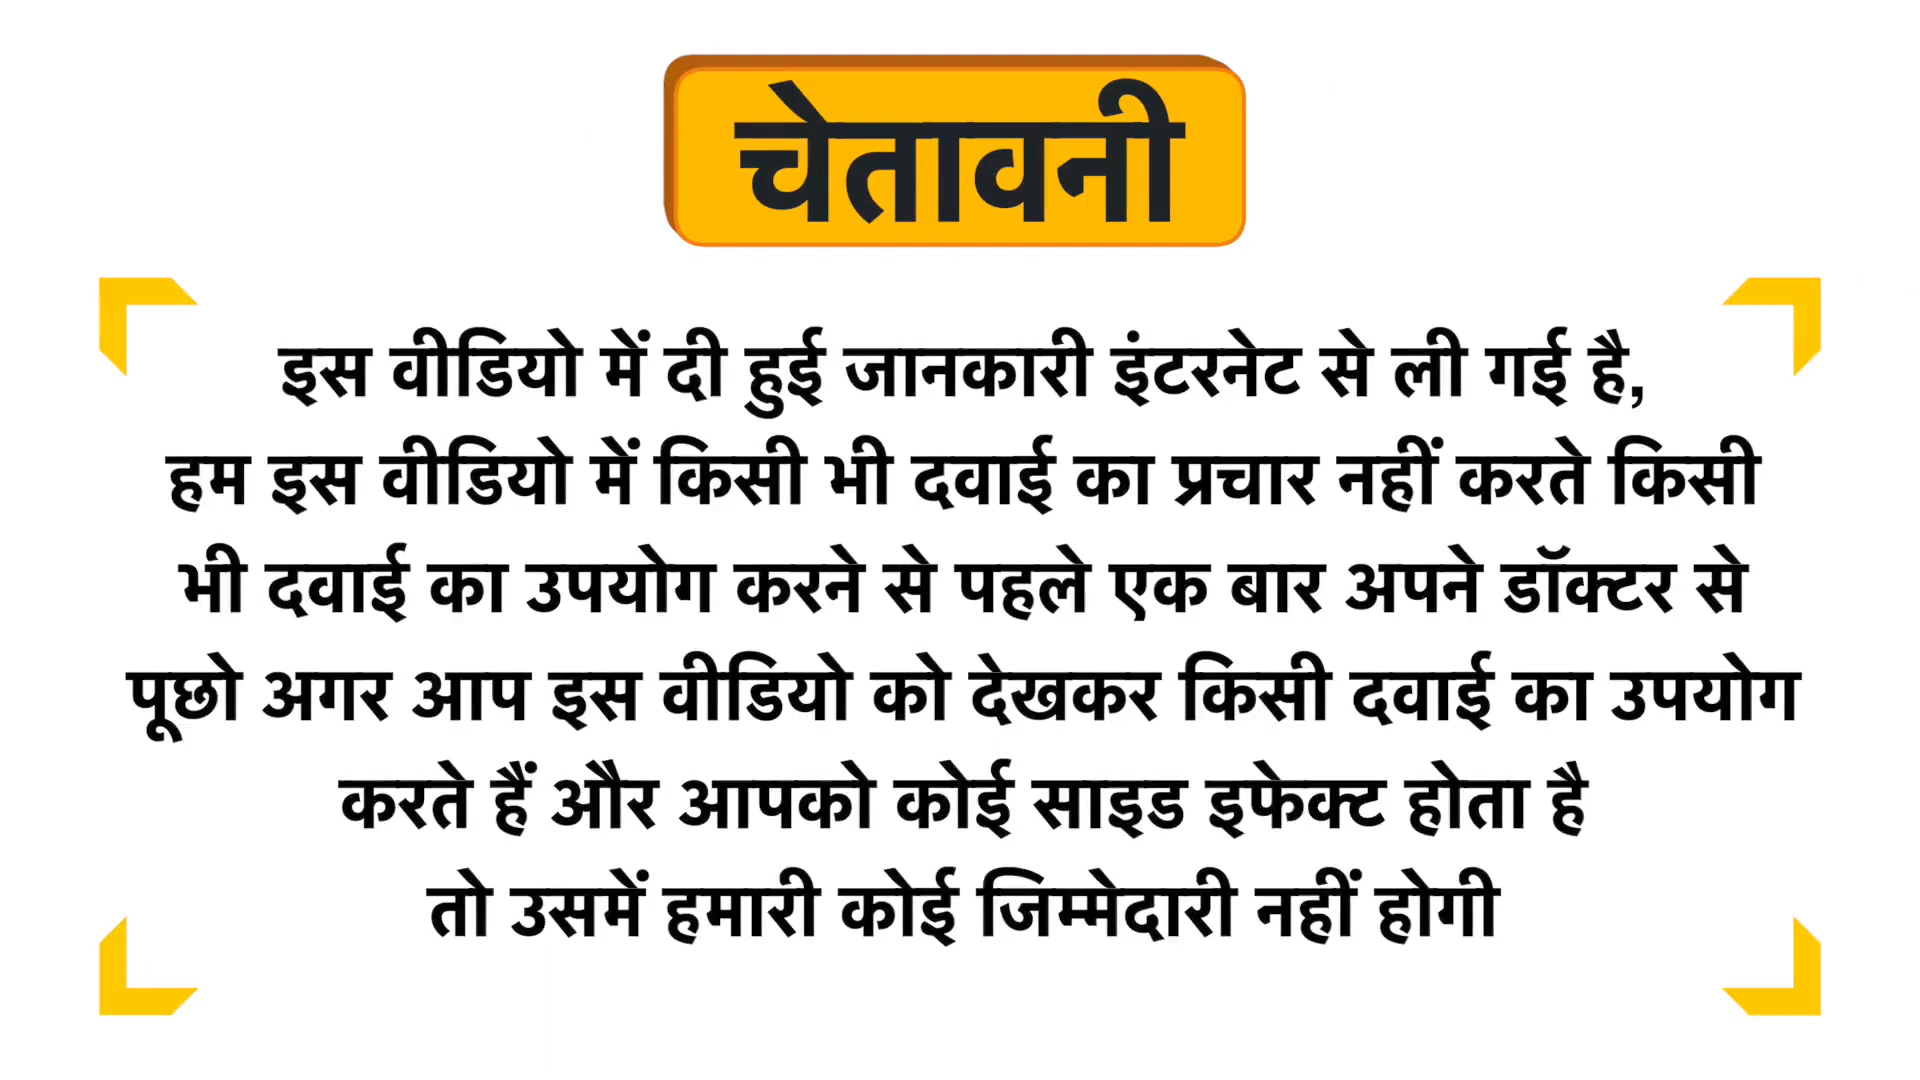 चेतावनी
इस वीडियो में दी हुई जानकारी इंटरनेट से ली गई है,
हम इस वीडियो में किसी भी दवाई का प्रचार नहीं करते किसी
भी दवाई का उपयोग करने से पहले एक बार अपने डॉक्टर से
पूछो अगर आप इस वीडियो को देखकर किसी दवाई का उपयोग
करते हैं और आपको कोई साइड इफेक्ट होता है
तो उसमें हमारी कोई जिम्मेदारी नहीं होगी